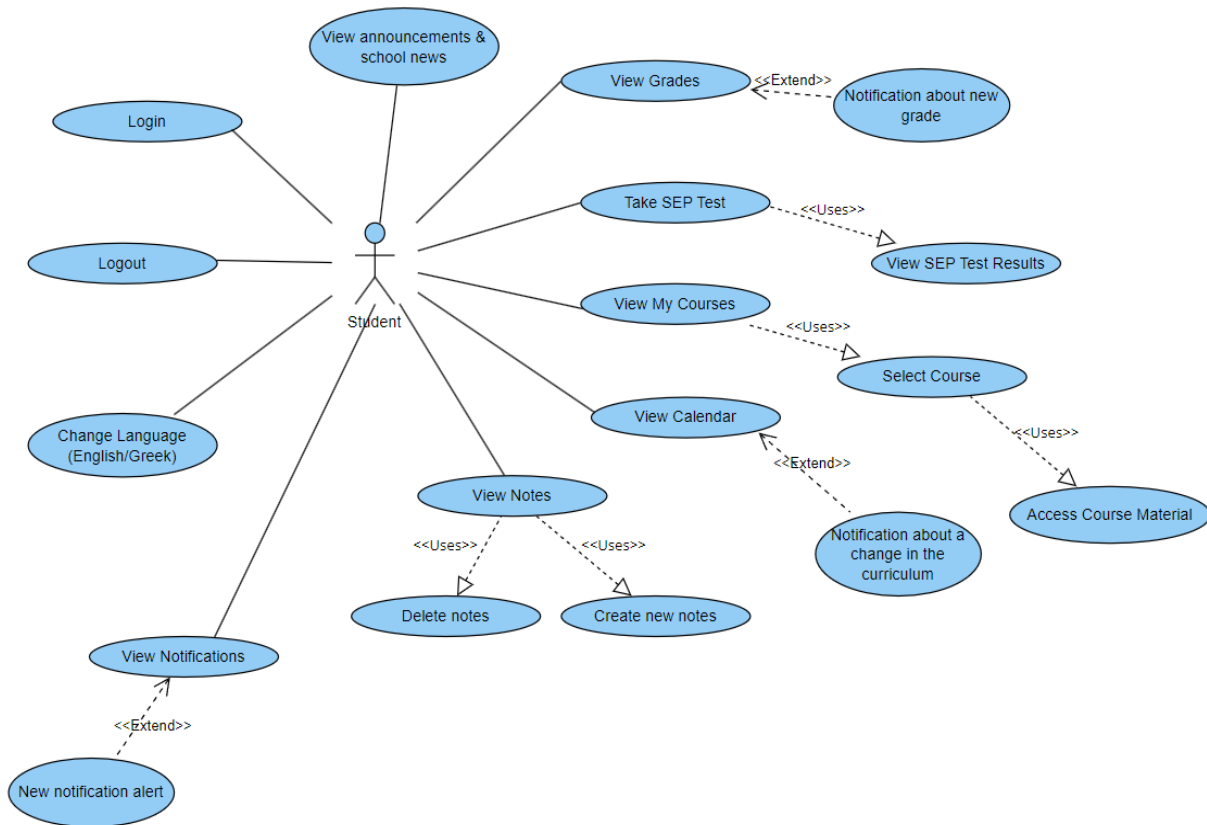 View announcements &
school news
View Grades
<<Extend>>
Notification about new
grade
Login
Take SEP Test
<<Uses>>
View SEP Test Results
Logout
Student
View My Courses
<<Uses>>
Select Course
<<Uses>>
Access Course Material
Change Language
(English/Greek)
View Calendar
<<Extend>>
Notification about a
change in the
curriculum
View Notes
<<Uses>>
<<Uses>>
Delete notes
Create new notes
View Notifications
<<Extend>>
New notification alert